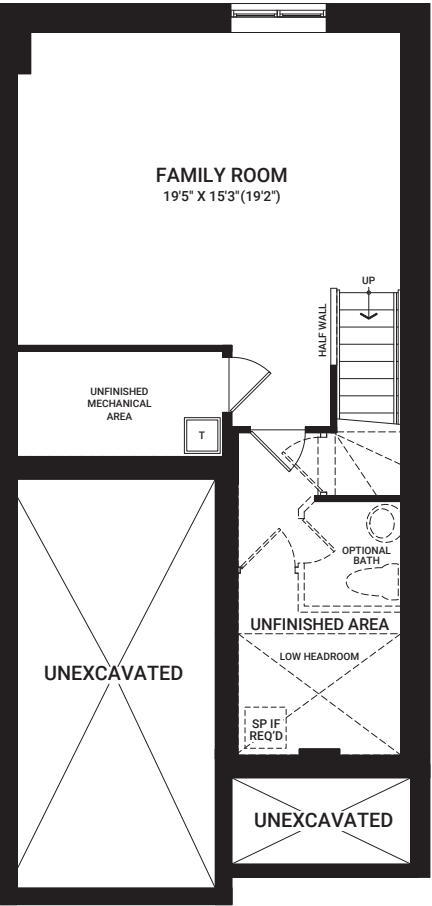 FAMILY ROOM
19'5" X 15'3"(19'2")
UP
HALF WALL
UNFINISHED
MECHANICAL
AREA
T
OPTIONAL
BATH
UNFINISHED AREA
LOW HEADROOM
UNEXCAVATED
SP IF
REQ'D
UNEXCAVATED